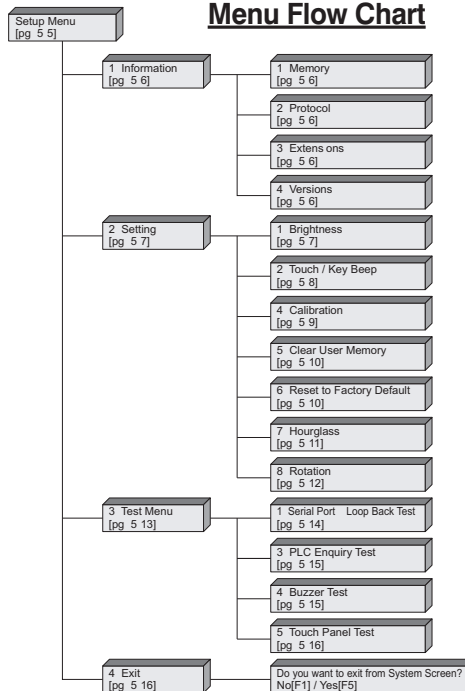 Menu Flow Chart
Setup Menu
[pg 5 5]
1 Information
[pg 5 6]
1 Memory
[pg 5 6]
2 Protocol
[pg 5 6]
3 Extens ons
[pg 5 6]
4 Versions
[pg 5 6]
2 Setting
[pg 5 7]
1 Brightness
[pg 5 7]
2 Touch / Key Beep
[pg 5 8]
4 Calibration
[pg 5 9]
5 Clear User Memory
[pg 5 10]
6 Reset to Factory Default
[pg 5 10]
7 Hourglass
[pg 5 11]
8 Rotation
[pg 5 12]
3 Test Menu
[pg 5 13]
1 Serial Port Loop Back Test
[pg 5 14]
3 PLC Enquiry Test
[pg 5 15]
4 Buzzer Test
[pg 5 15]
5 Touch Panel Test
[pg 5 16]
4 Exit
[pg 5 16]
Do you want to exit from System Screen?
No[F1] / Yes[F5]